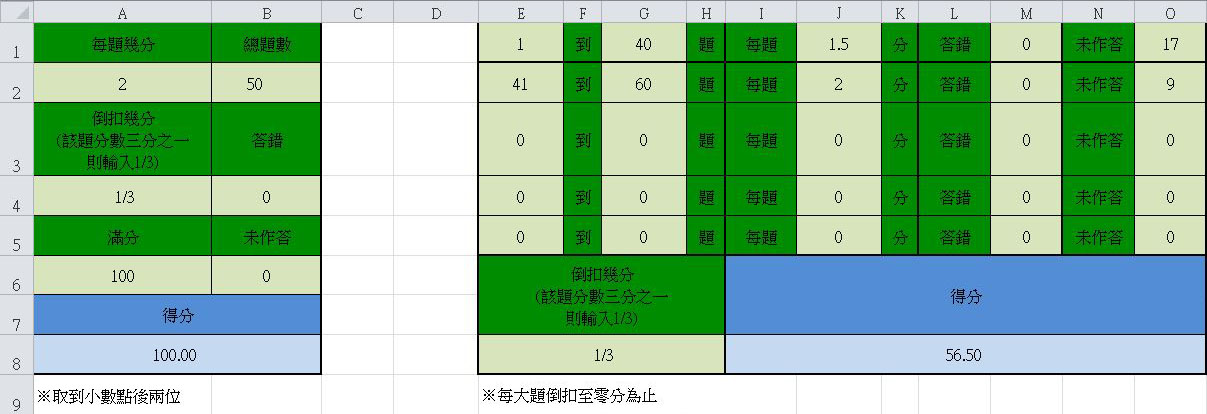 A B C D E F G H I J K L M N O
1 每題幾分 總題數 1 到 40 題 每題 1.5 分 答錯 0 未作答 17
2 2 50 41 到 60 題 每題 2 分 答錯 0 未作答 9
倒扣幾分
(該題分數三分之一
則輸入1/3)
3 答錯 0 到 0 題 每題 0 分 答錯 0 未作答 0
4 1/3 0 0 到 0 題 每題 0 分 答錯 0 未作答 0
5 滿分 未作答 0 到 0 題 每題 0 分 答錯 0 未作答 0
6 100 0
倒扣幾分
(該題分數三分之一
則輸入1/3)
得分
7 得分
8 100.00 1/3 56.50
9 ※取到小數點後兩位 ※每大題倒扣至零分為止